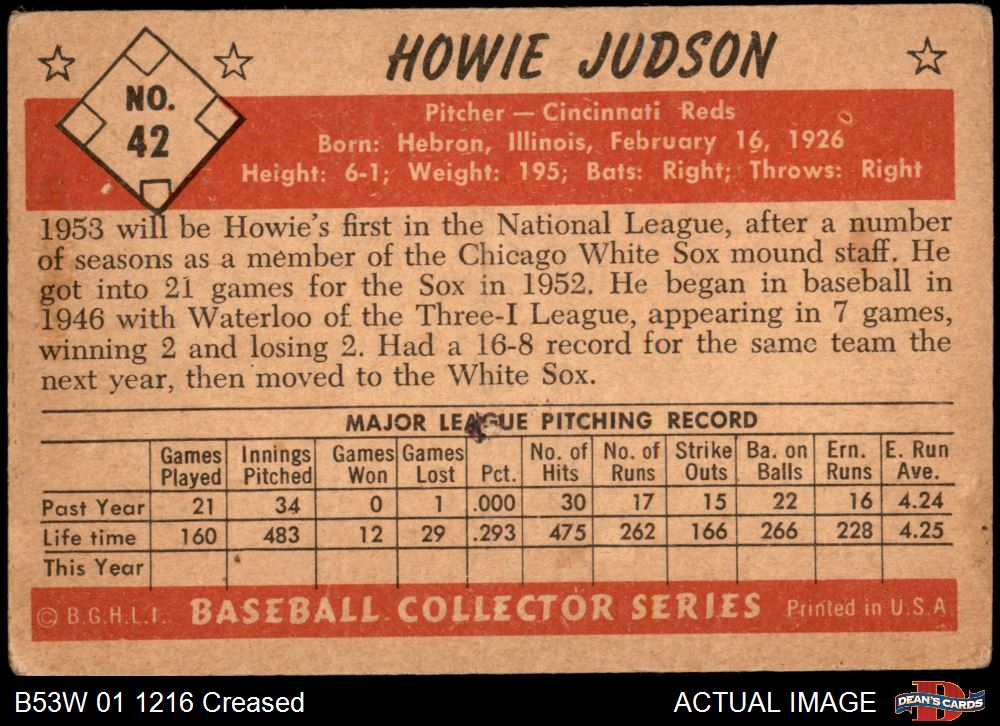 HOWIE JUDSON
NO.
42
Pitcher — Cincinnati Reds
Born: Hebron, Illinois, February 16, 1926
Height: 6-1; Weight: 195; Bats: Right; Throws: Right
1953 will be Howie's first in the National League, after a number
of seasons as a member of the Chicago White Sox mound staff. He
got into 21 games for the Sox in 1952. He began in baseball in
1946 with Waterloo of the Three-I League, appearing in 7 games,
winning 2 and losing 2. Had a 16-8 record for the same team the
next year, then moved to the White Sox.
MAJOR LEAGUE PITCHING RECORD
Games Played Innings Pitched Games Won Games Lost Pct. No. of Hits No. of Runs Strike Outs Ba. on Balls Ern. Runs E. Run Ave.
Past Year 21 34 0 1 .000 30 17 15 22 16 4.24
Life time 160 483 12 29 .293 475 262 166 266 228 4.25
This Year
© B.G.H.L.I. BASEBALL COLLECTOR SERIES Printed in U.S.A
B53W 01 1216 Creased ACTUAL IMAGE DEAN'S CARDS